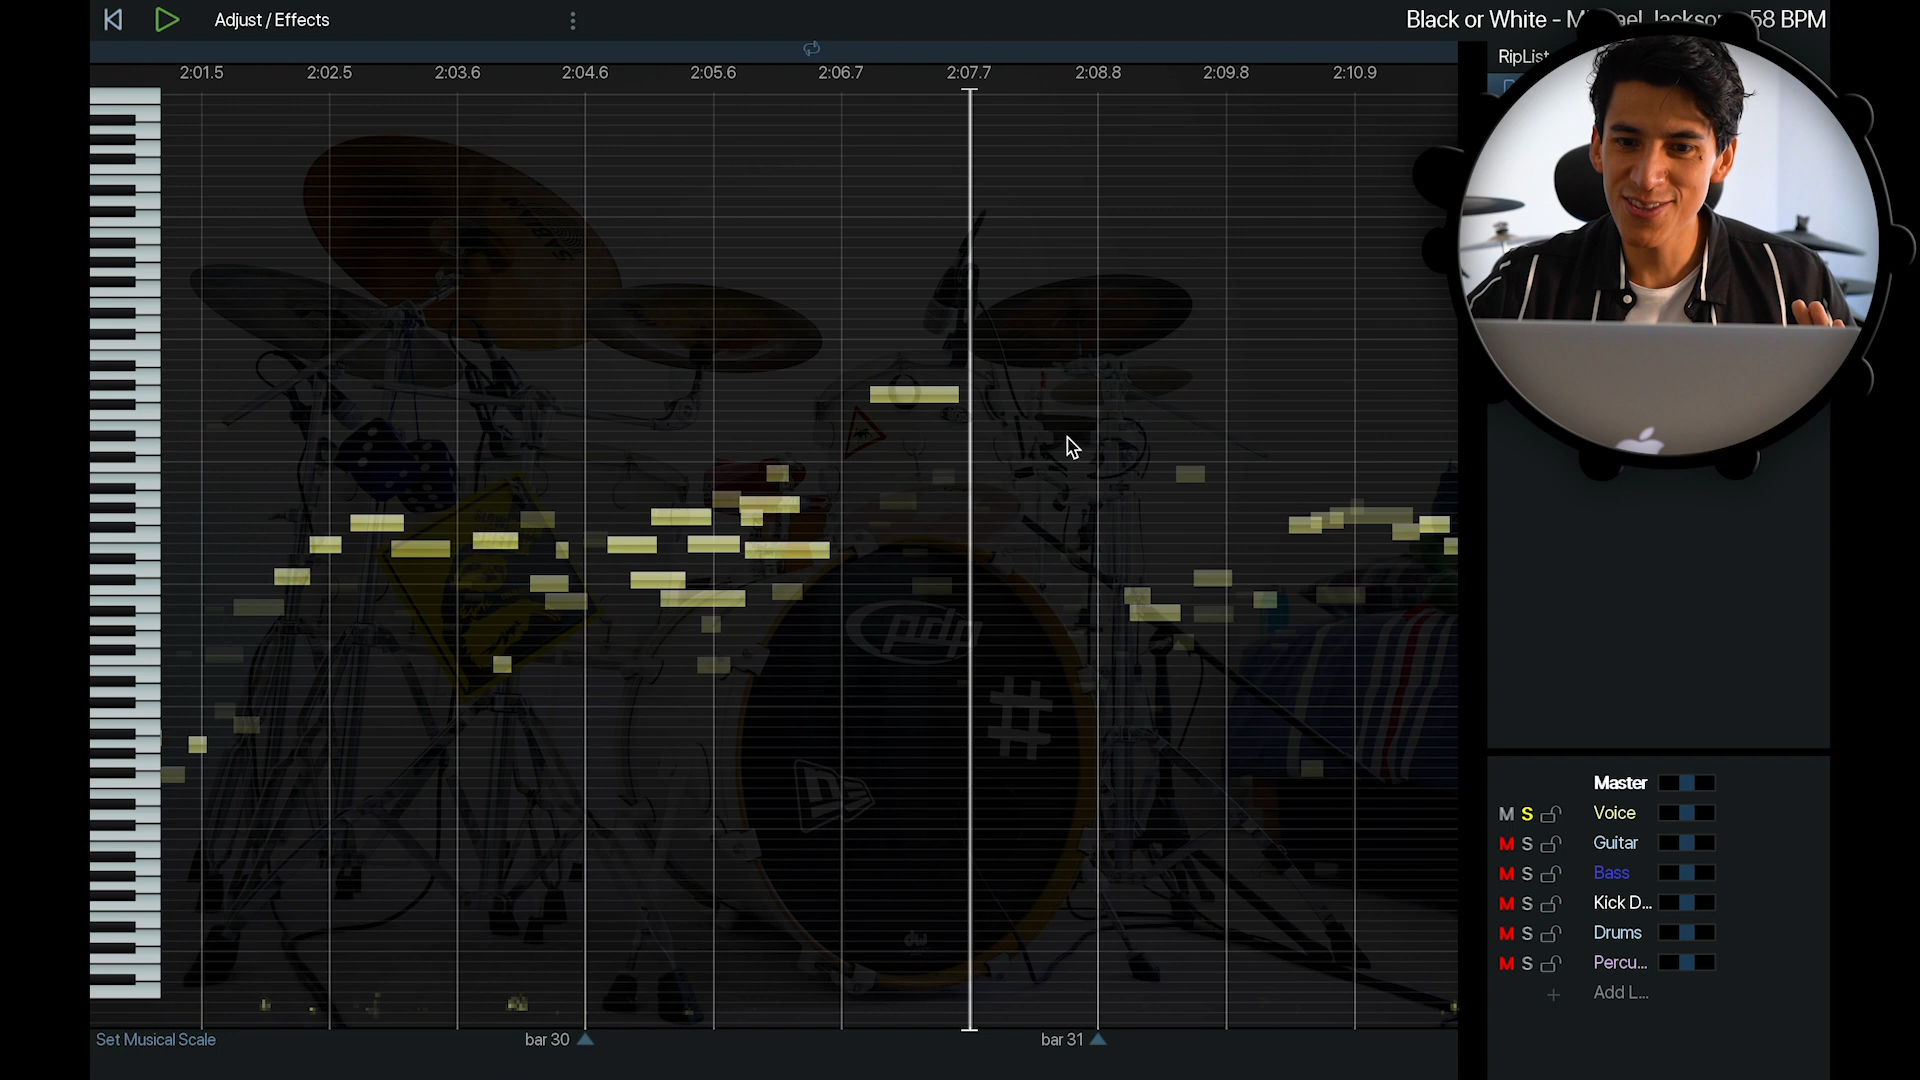 Adjust / Effects
Black or White - M
58 BPM
RipList
2:01.5 2:02.5 2:03.6 2:04.6 2:05.6 2:06.7 2:07.7 2:08.8 2:09.8 2:10.9
pdp
#
Master
M S Voice
M S Guitar
M S Bass
M S Kick D...
M S Drums
M S Percu...
+ Add L...
Set Musical Scale
bar 30
bar 31